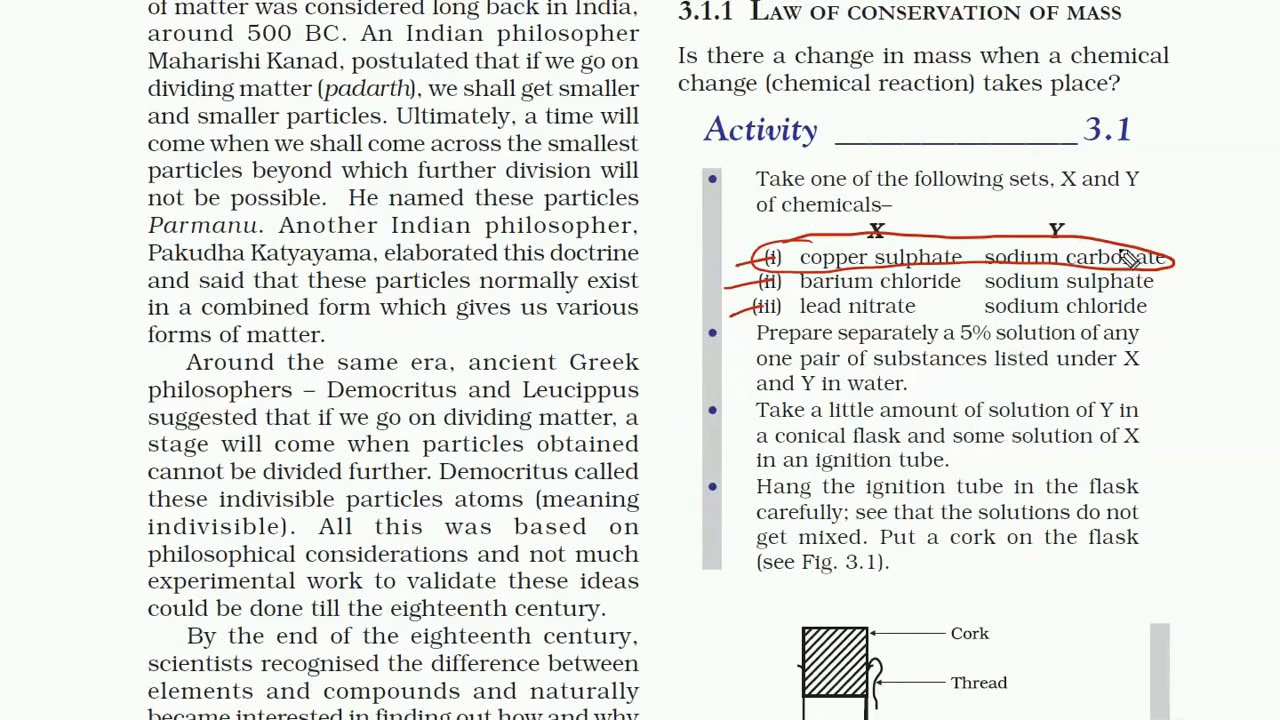 of matter was considered long back in India,
around 500 BC. An Indian philosopher
Maharishi Kanad, postulated that if we go on
dividing matter (padarth), we shall get smaller
and smaller particles. Ultimately, a time will
come when we shall come across the smallest
particles beyond which further division will
not be possible. He named these particles
Parmanu. Another Indian philosopher,
Pakudha Katyayama, elaborated this doctrine
and said that these particles normally exist
in a combined form which gives us various
forms of matter.
Around the same era, ancient Greek
philosophers – Democritus and Leucippus
suggested that if we go on dividing matter, a
stage will come when particles obtained
cannot be divided further. Democritus called
these indivisible particles atoms (meaning
indivisible). All this was based on
philosophical considerations and not much
experimental work to validate these ideas
could be done till the eighteenth century.
By the end of the eighteenth century,
scientists recognised the difference between
elements and compounds and naturally
became interested in finding out how and why
3.1.1 LAW OF CONSERVATION OF MASS
Is there a change in mass when a chemical
change (chemical reaction) takes place?
Activity ______________ 3.1
• Take one of the following sets, X and Y
of chemicals–
X Y
(i) copper sulphate sodium carbonate
(ii) barium chloride sodium sulphate
(iii) lead nitrate sodium chloride
• Prepare separately a 5% solution of any
one pair of substances listed under X
and Y in water.
• Take a little amount of solution of Y in
a conical flask and some solution of X
in an ignition tube.
• Hang the ignition tube in the flask
carefully; see that the solutions do not
get mixed. Put a cork on the flask
(see Fig. 3.1).
Cork
Thread